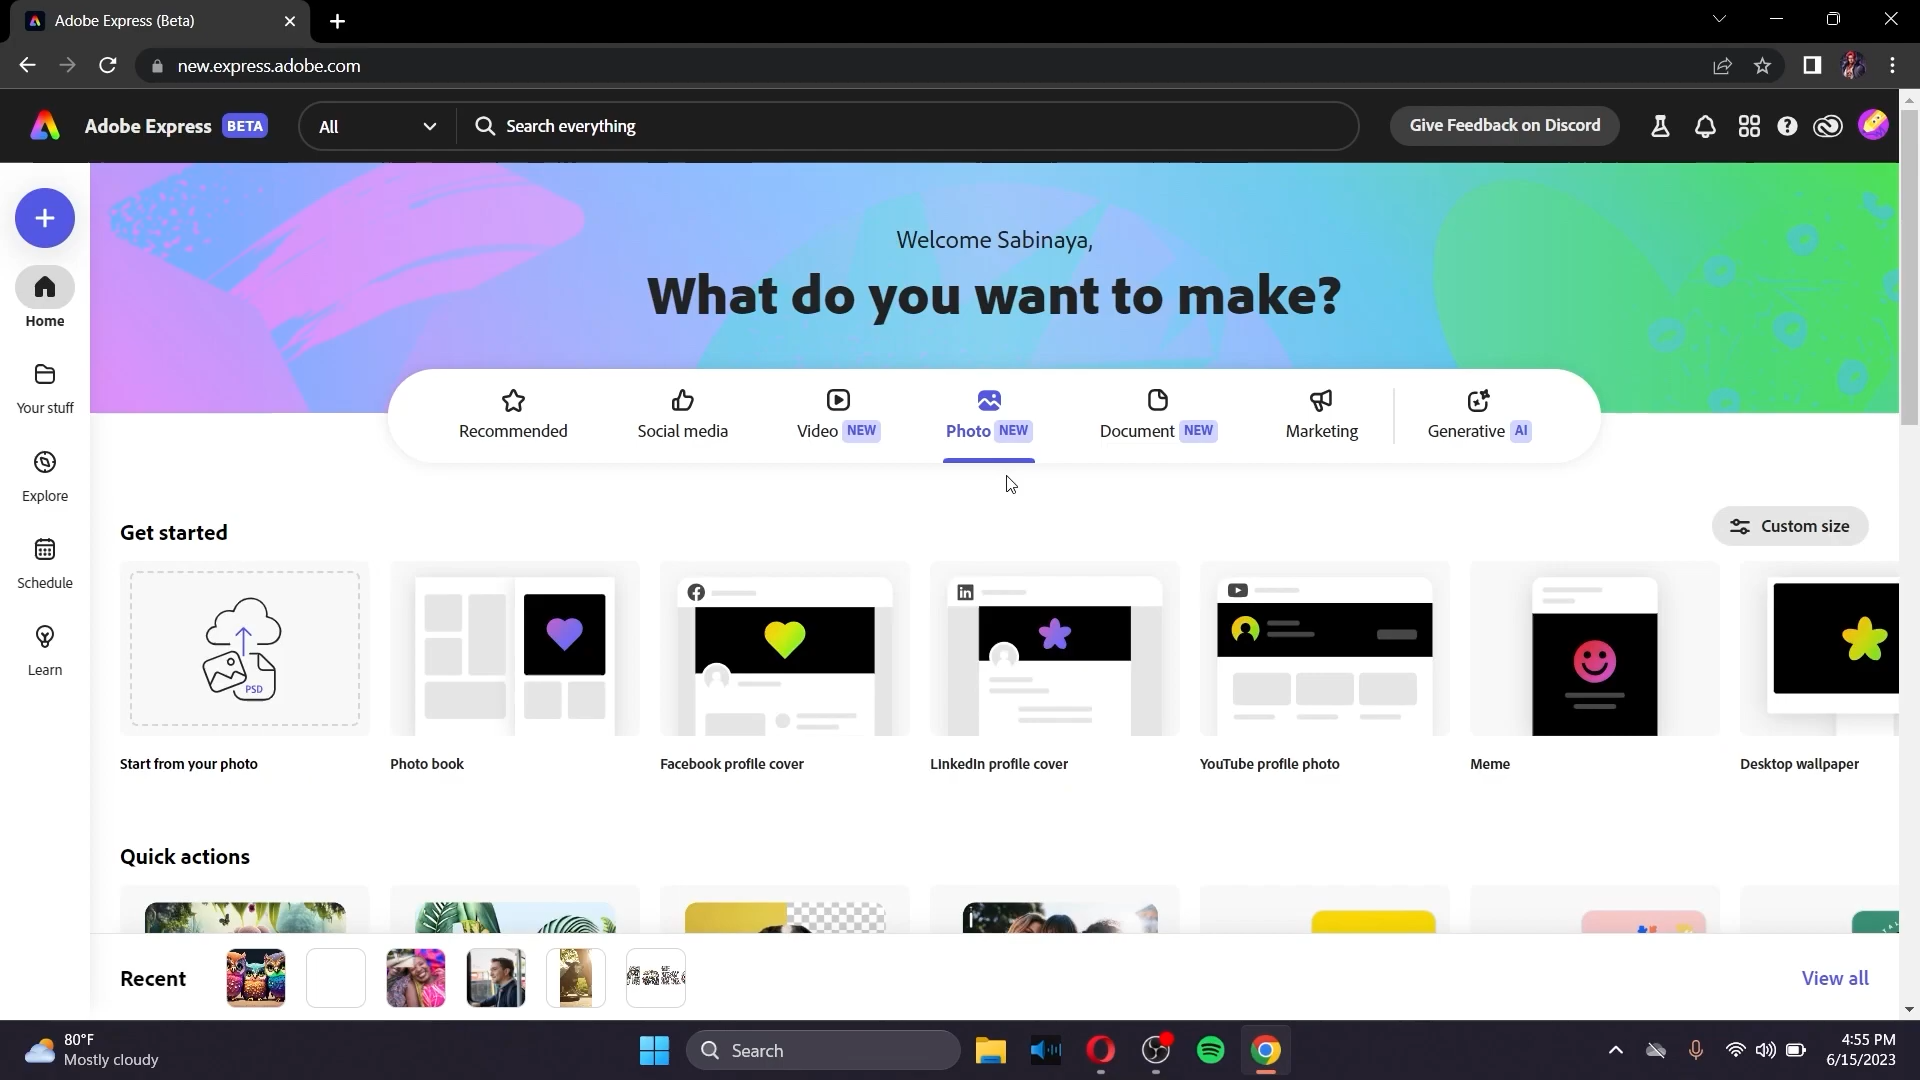 Adobe Express (Beta)
new.express.adobe.com
Adobe Express BETA
All
Search everything
Give Feedback on Discord
Welcome Sabinaya,
What do you want to make?
Home
Your stuff
Explore
Schedule
Learn
Recommended
Social media
Video NEW
Photo NEW
Document NEW
Marketing
Generative AI
Get started
Custom size
PSD
Start from your photo
Photo book
Facebook profile cover
LinkedIn profile cover
YouTube profile photo
Meme
Desktop wallpaper
Quick actions
Recent
View all
80°F
Mostly cloudy
Search
4:55 PM
6/15/2023